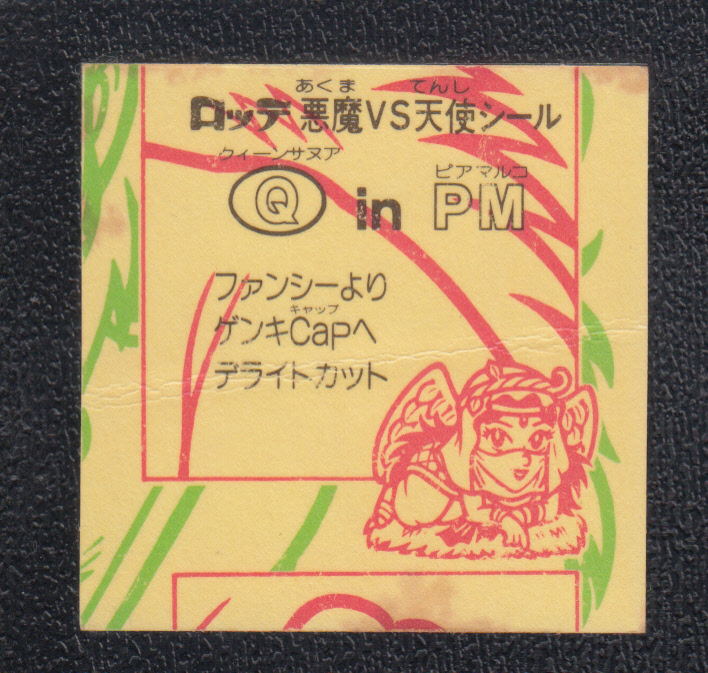 あくま てんし
ロッテ悪魔VS天使シール
クィーンサヌア
ピアマルコ
Q in PM
ファンシーより
キャップ
ゲンキCapへ
デライトカット